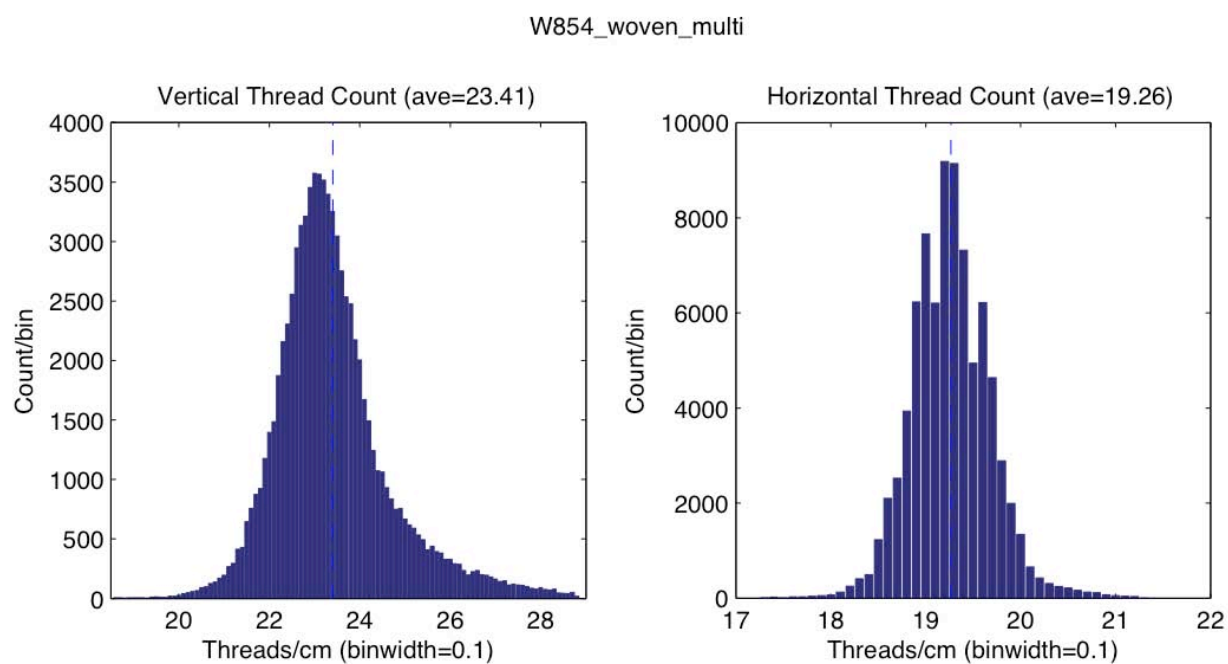 W854_woven_multi
Vertical Thread Count (ave=23.41)
4000
3500
3000
2500
2000
1500
1000
500
0
Count/bin
20 22 24 26 28
Threads/cm (binwidth=0.1)
Horizontal Thread Count (ave=19.26)
10000
8000
6000
4000
2000
0
Count/bin
17 18 19 20 21 22
Threads/cm (binwidth=0.1)